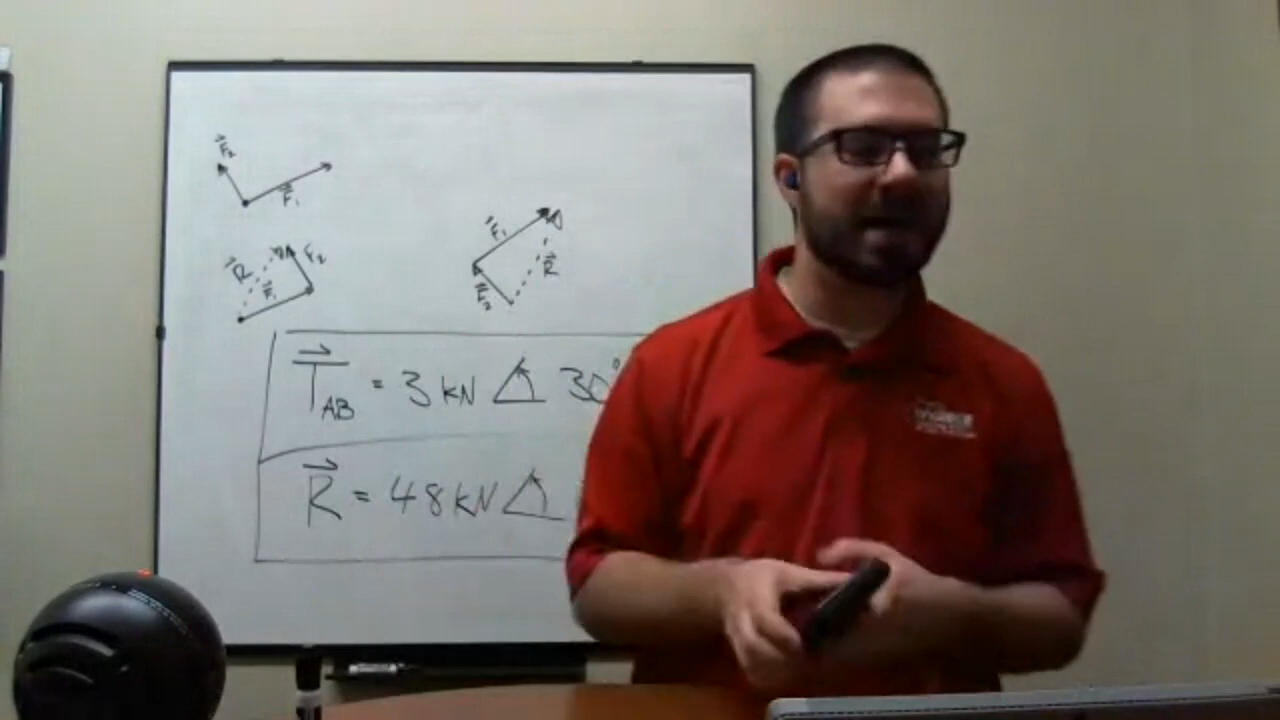 F₂
F₁
R F₁ F₂
F₁
F₂ R
T_AB = 3 kN 30°
R = 48 kN